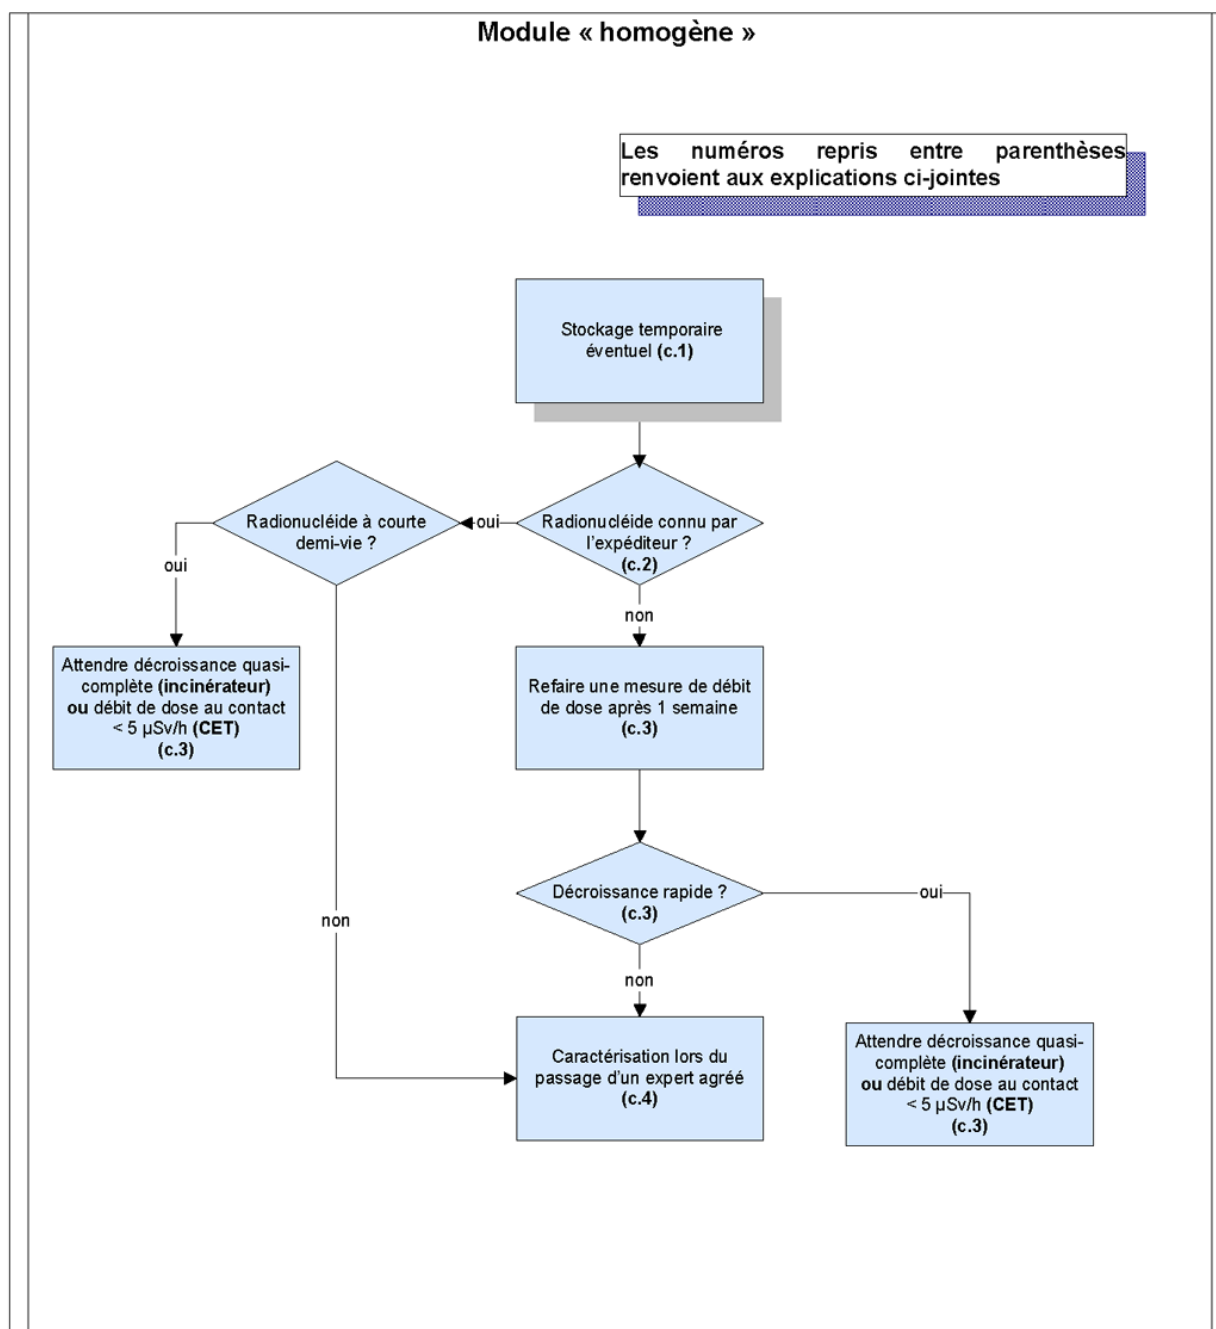 Module « homogène »
Les numéros repris entre parenthèses
renvoient aux explications ci-jointes
Stockage temporaire
éventuel (c.1)
Radionucléide à courte
demi-vie ?
oui
Radionucléide connu par
l'expéditeur ?
(c.2)
oui
non
Attendre décroissance quasi-
complète (incinérateur)
ou débit de dose au contact
< 5 µSv/h (CET)
(c.3)
Refaire une mesure de débit
de dose après 1 semaine
(c.3)
Décroissance rapide ?
(c.3)
oui
non
non
Caractérisation lors du
passage d'un expert agréé
(c.4)
Attendre décroissance quasi-
complète (incinérateur)
ou débit de dose au contact
< 5 µSv/h (CET)
(c.3)